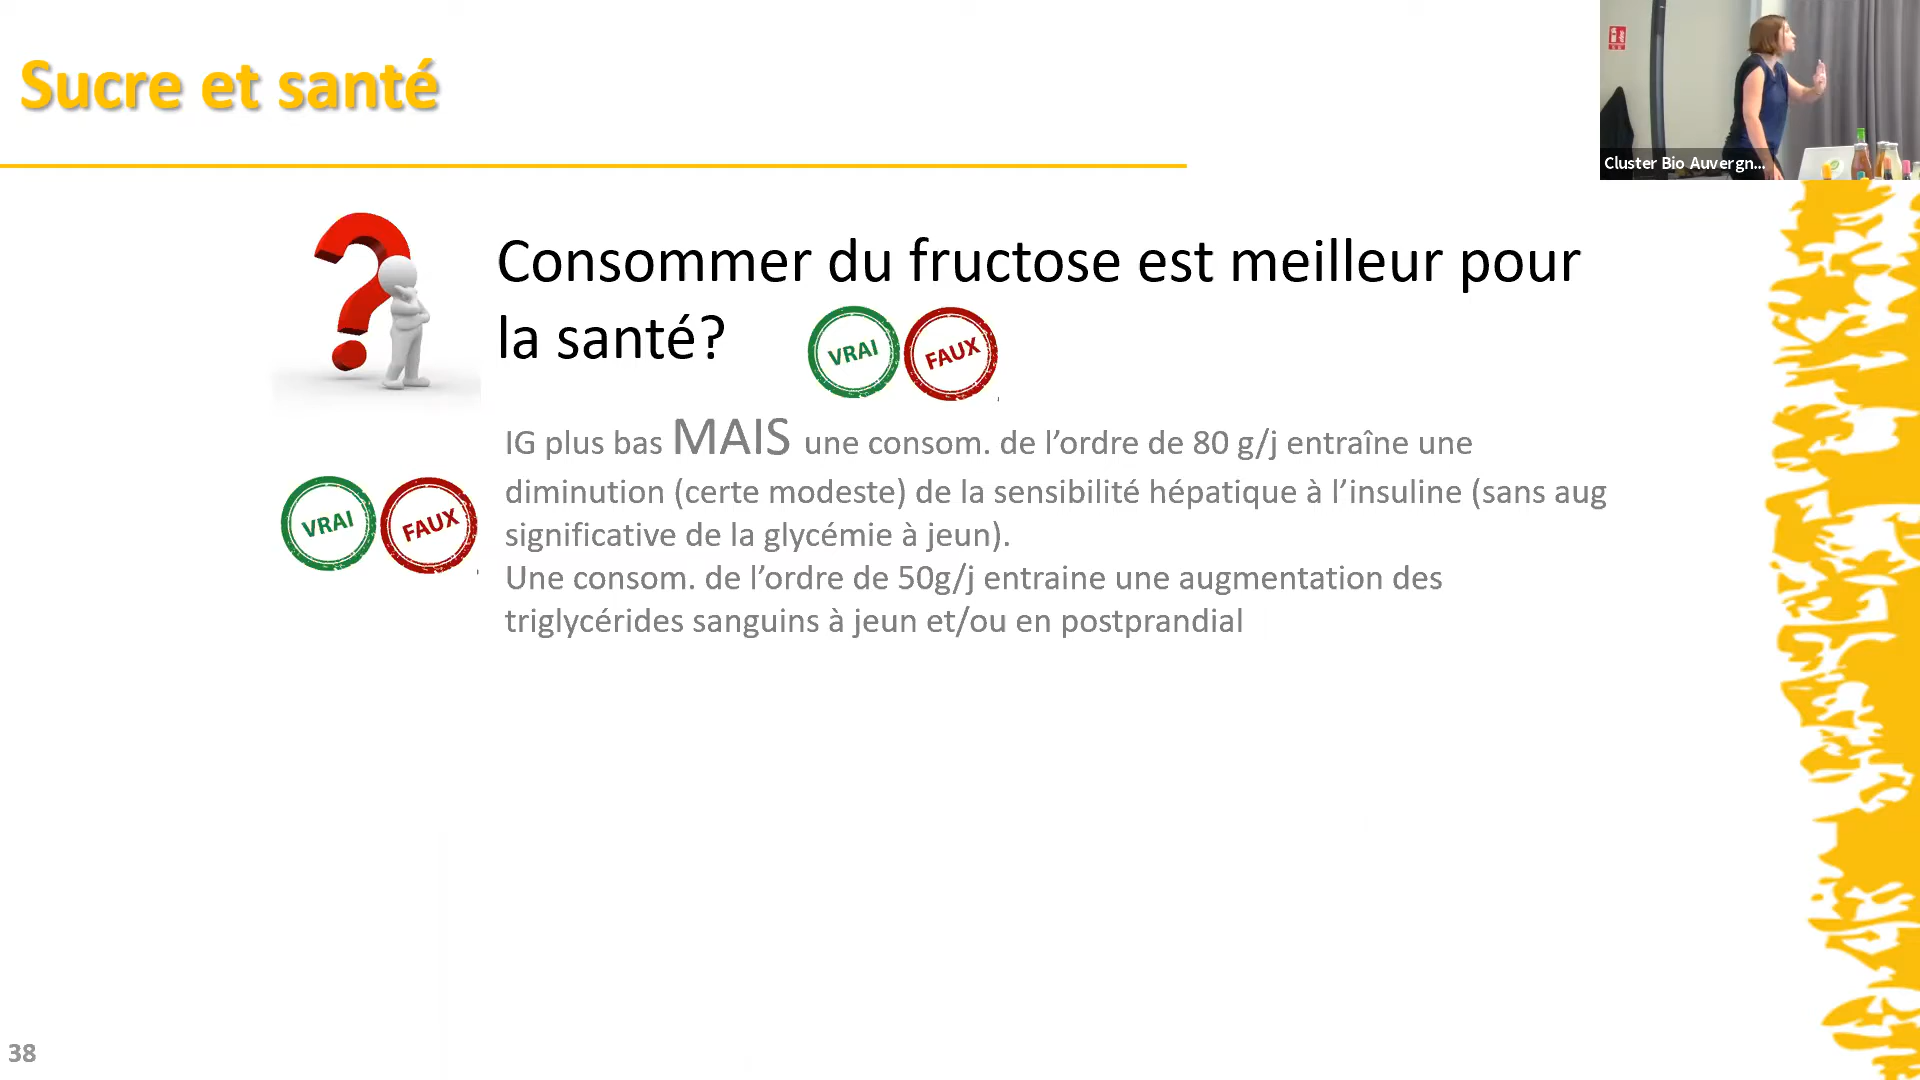 Sucre et santé
Cluster Bio Auvergn...
Consommer du fructose est meilleur pour
la santé?
VRAI FAUX
IG plus bas MAIS une consom. de l’ordre de 80 g/j entraîne une
diminution (certe modeste) de la sensibilité hépatique à l’insuline (sans aug
significative de la glycémie à jeun).
Une consom. de l’ordre de 50g/j entraine une augmentation des
triglycérides sanguins à jeun et/ou en postprandial
VRAI FAUX
38